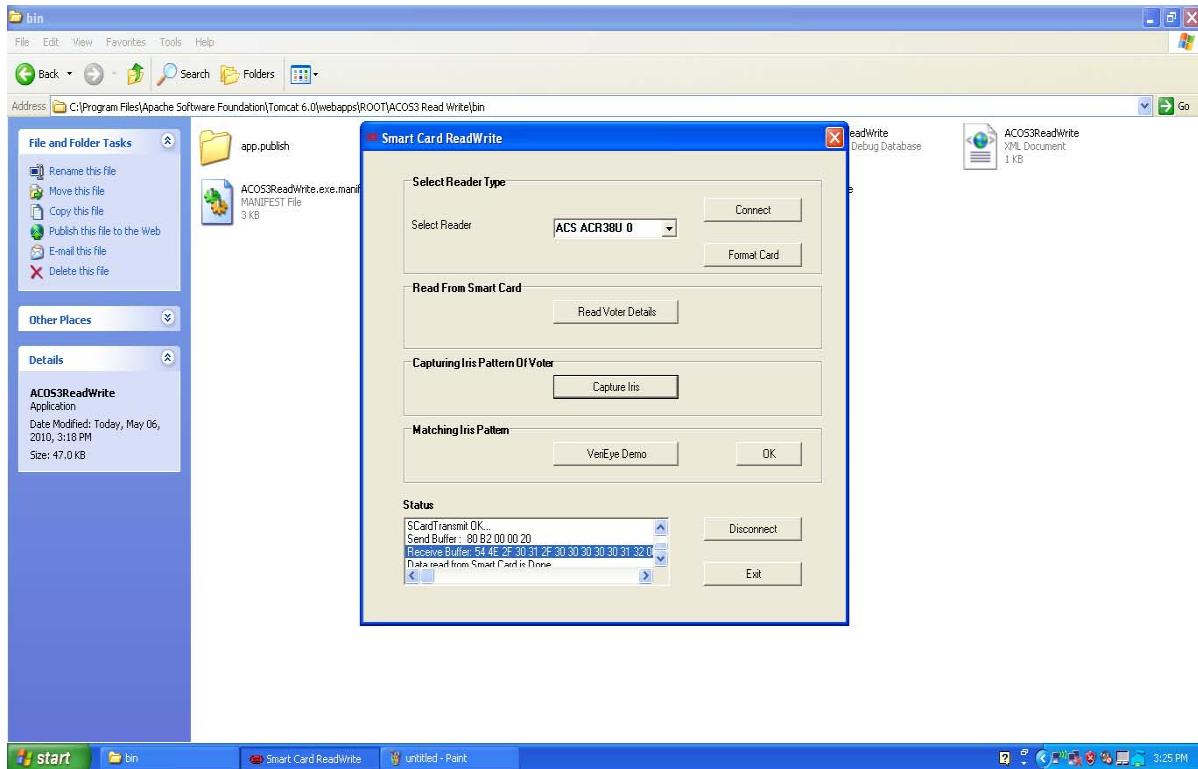 bin
File Edit View Favorites Tools Help
Back Search Folders
Address C:\Program Files\Apache Software Foundation\Tomcat 6.0\webapps\ROOT\ACOS3 Read Write\bin Go
File and Folder Tasks
Rename this file
Move this file
Copy this file
Publish this file to the Web
E-mail this file
Delete this file
Other Places
Details
ACOS3ReadWrite
Application
Date Modified: Today, May 06,
2010, 3:18 PM
Size: 47.0 KB
app.publish
ACOS3ReadWrite.exe.manif
MANIFEST File
3 KB
eadWrite
Debug Database
e
ACOS3ReadWrite
XML Document
1 KB
Smart Card ReadWrite
Select Reader Type
Select Reader
ACS ACR38U 0
Connect
Format Card
Read From Smart Card
Read Voter Details
Capturing Iris Pattern Of Voter
Capture Iris
Matching Iris Pattern
VeriEye Demo
OK
Status
SCardTransmit OK...
Send Buffer : 80 B2 00 00 20
Receive Buffer: 54 4E 2F 30 31 2F 30 30 30 30 30 31 32 0
Data read from Smart Card is Done
Disconnect
Exit
start bin Smart Card ReadWrite untitled - Paint 3:25 PM